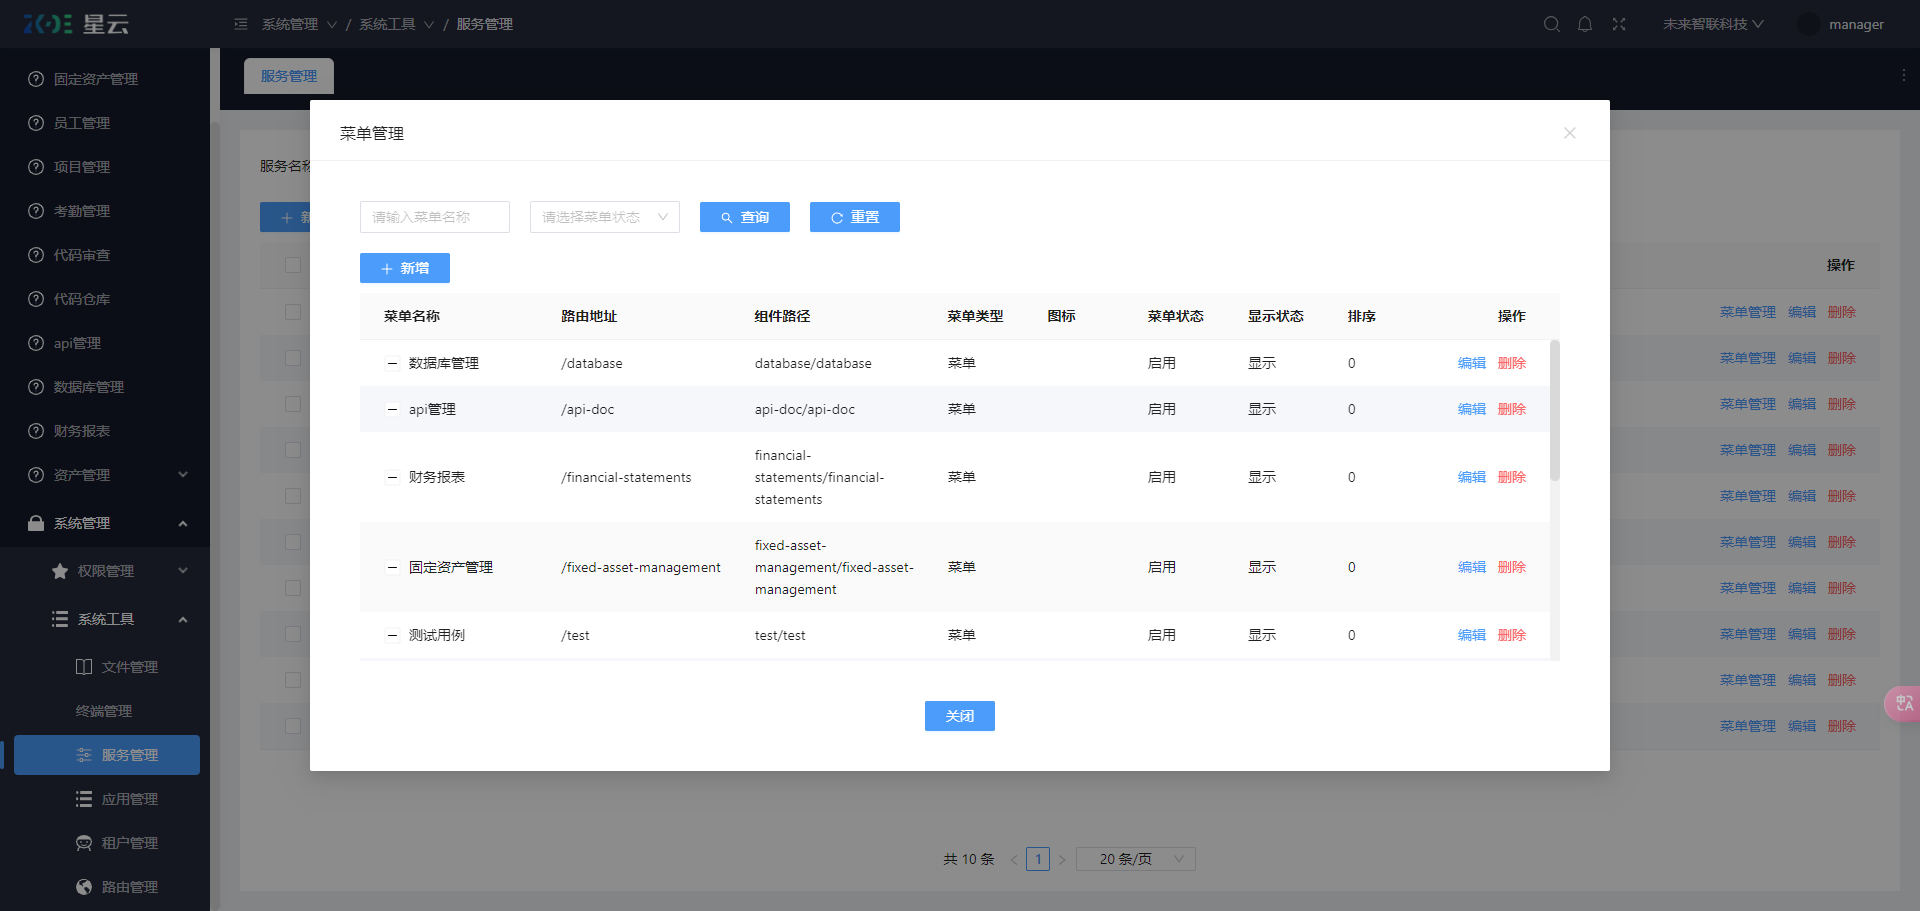 星云
系统管理 / 系统工具 / 服务管理
未来智联科技
manager
固定资产管理
员工管理
项目管理
考勤管理
代码审查
代码仓库
api管理
数据库管理
财务报表
资产管理
系统管理
权限管理
系统工具
文件管理
终端管理
服务管理
应用管理
租户管理
路由管理
服务管理
服务名称
操作
菜单管理 编辑 删除
菜单管理 编辑 删除
菜单管理 编辑 删除
菜单管理 编辑 删除
菜单管理 编辑 删除
菜单管理 编辑 删除
菜单管理 编辑 删除
菜单管理 编辑 删除
菜单管理 编辑 删除
菜单管理 编辑 删除
共 10 条 1 20 条/页
菜单管理
请输入菜单名称 请选择菜单状态 查询 重置
新增
菜单名称 路由地址 组件路径 菜单类型 图标 菜单状态 显示状态 排序 操作
数据库管理 /database database/database 菜单 启用 显示 0 编辑 删除
api管理 /api-doc api-doc/api-doc 菜单 启用 显示 0 编辑 删除
财务报表 /financial-statements financial-
statements/financial-
statements 菜单 启用 显示 0 编辑 删除
固定资产管理 /fixed-asset-management fixed-asset-
management/fixed-asset-
management 菜单 启用 显示 0 编辑 删除
测试用例 /test test/test 菜单 启用 显示 0 编辑 删除
关闭